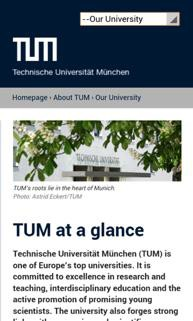 --Our University
TUM
Technische Universität München
Homepage › About TUM › Our University
TECHNISCHE UNIVERSITÄT
TUM's roots lie in the heart of Munich.
Photo: Astrid Eckert/TUM
TUM at a glance
Technische Universität München (TUM) is
one of Europe's top universities. It is
committed to excellence in research and
teaching, interdisciplinary education and the
active promotion of promising young
scientists. The university also forges strong